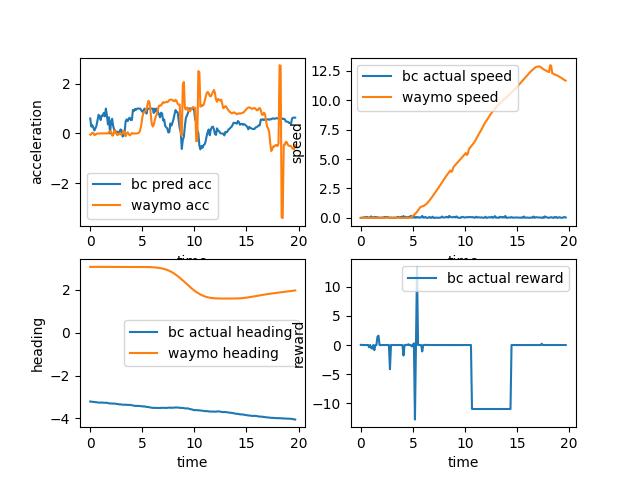 acceleration
2
0
−2
bc pred acc
waymo acc
0 5 10 15 20
time
speed
12.5
10.0
7.5
5.0
2.5
0.0
bc actual speed
waymo speed
0 5 10 15 20
time
heading
2
0
−2
−4
bc actual heading
waymo heading
0 5 10 15 20
time
reward
10
5
0
−5
−10
bc actual reward
0 5 10 15 20
time